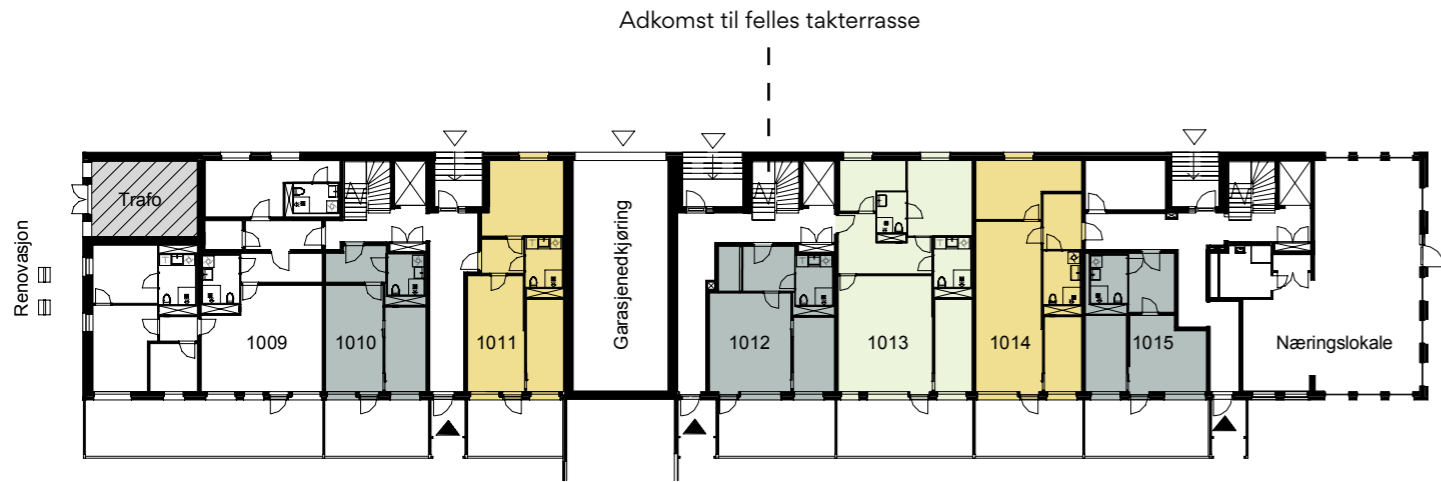 Adkomst til felles takterrasse
Trafo
Renovasjon
Garasjenedkjøring
1009
1010
1011
1012
1013
1014
1015
Næringslokale